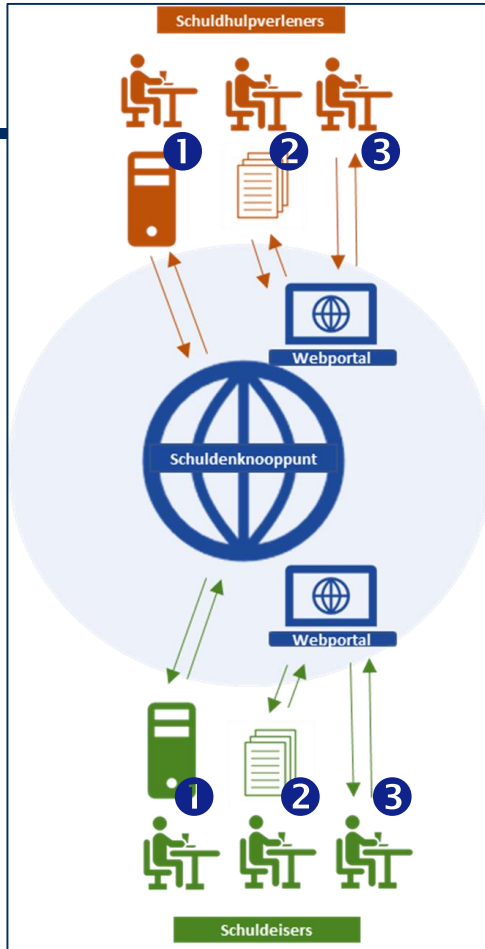 Schuldhulpverleners
1 2 3
Webportal
Schuldenknooppunt
Webportal
1 2 3
Schuldeisers